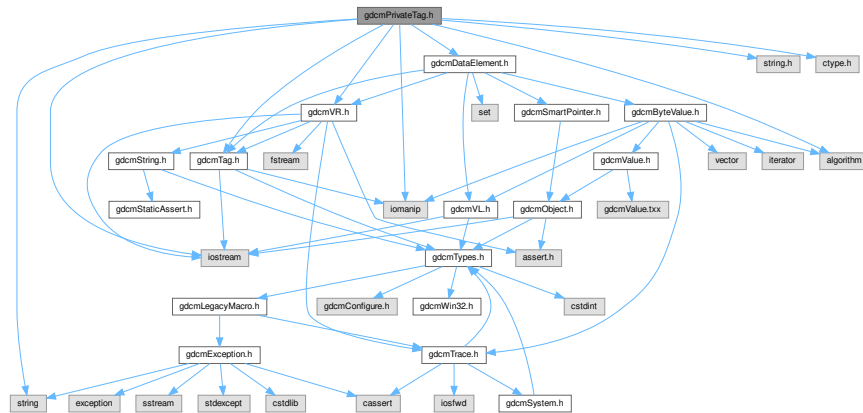 gdcmPrivateTag.h
gdcmDataElement.h
string.h
ctype.h
gdcmVR.h
set
gdcmSmartPointer.h
gdcmByteValue.h
gdcmString.h
gdcmTag.h
fstream
gdcmValue.h
vector
iterator
algorithm
gdcmStaticAssert.h
iomanip
gdcmVL.h
gdcmObject.h
gdcmValue.txx
iostream
gdcmTypes.h
assert.h
gdcmLegacyMacro.h
gdcmConfigure.h
gdcmWin32.h
cstdint
gdcmException.h
gdcmTrace.h
string
exception
sstream
stdexcept
cstdlib
cassert
iosfwd
gdcmSystem.h